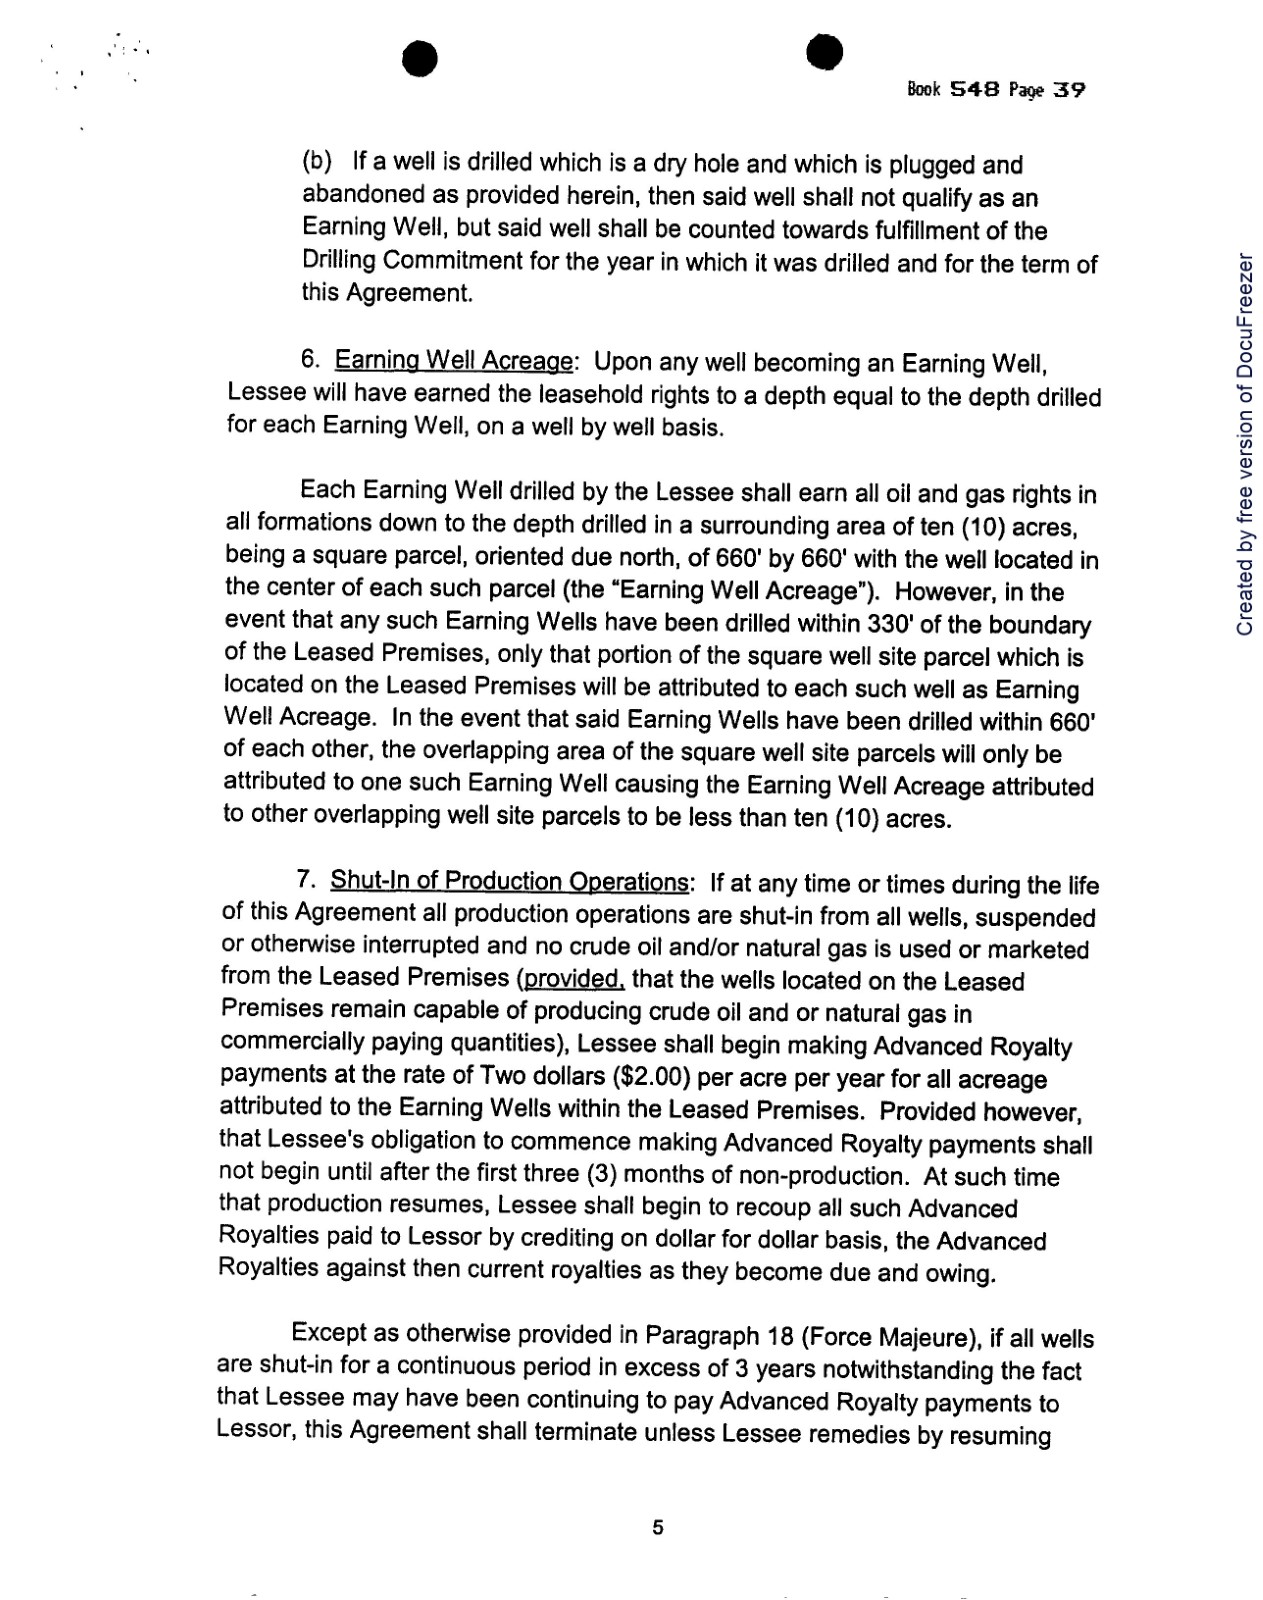 Book 548 Page 39
(b) If a well is drilled which is a dry hole and which is plugged and
abandoned as provided herein, then said well shall not qualify as an
Earning Well, but said well shall be counted towards fulfillment of the
Drilling Commitment for the year in which it was drilled and for the term of
this Agreement.
6. Earning Well Acreage: Upon any well becoming an Earning Well,
Lessee will have earned the leasehold rights to a depth equal to the depth drilled
for each Earning Well, on a well by well basis.
Each Earning Well drilled by the Lessee shall earn all oil and gas rights in
all formations down to the depth drilled in a surrounding area of ten (10) acres,
being a square parcel, oriented due north, of 660' by 660' with the well located in
the center of each such parcel (the "Earning Well Acreage"). However, in the
event that any such Earning Wells have been drilled within 330' of the boundary
of the Leased Premises, only that portion of the square well site parcel which is
located on the Leased Premises will be attributed to each such well as Earning
Well Acreage. In the event that said Earning Wells have been drilled within 660'
of each other, the overlapping area of the square well site parcels will only be
attributed to one such Earning Well causing the Earning Well Acreage attributed
to other overlapping well site parcels to be less than ten (10) acres.
7. Shut-In of Production Operations: If at any time or times during the life
of this Agreement all production operations are shut-in from all wells, suspended
or otherwise interrupted and no crude oil and/or natural gas is used or marketed
from the Leased Premises (provided, that the wells located on the Leased
Premises remain capable of producing crude oil and or natural gas in
commercially paying quantities), Lessee shall begin making Advanced Royalty
payments at the rate of Two dollars ($2.00) per acre per year for all acreage
attributed to the Earning Wells within the Leased Premises. Provided however,
that Lessee's obligation to commence making Advanced Royalty payments shall
not begin until after the first three (3) months of non-production. At such time
that production resumes, Lessee shall begin to recoup all such Advanced
Royalties paid to Lessor by crediting on dollar for dollar basis, the Advanced
Royalties against then current royalties as they become due and owing.
Except as otherwise provided in Paragraph 18 (Force Majeure), if all wells
are shut-in for a continuous period in excess of 3 years notwithstanding the fact
that Lessee may have been continuing to pay Advanced Royalty payments to
Lessor, this Agreement shall terminate unless Lessee remedies by resuming
5
Created by free version of DocuFreezer